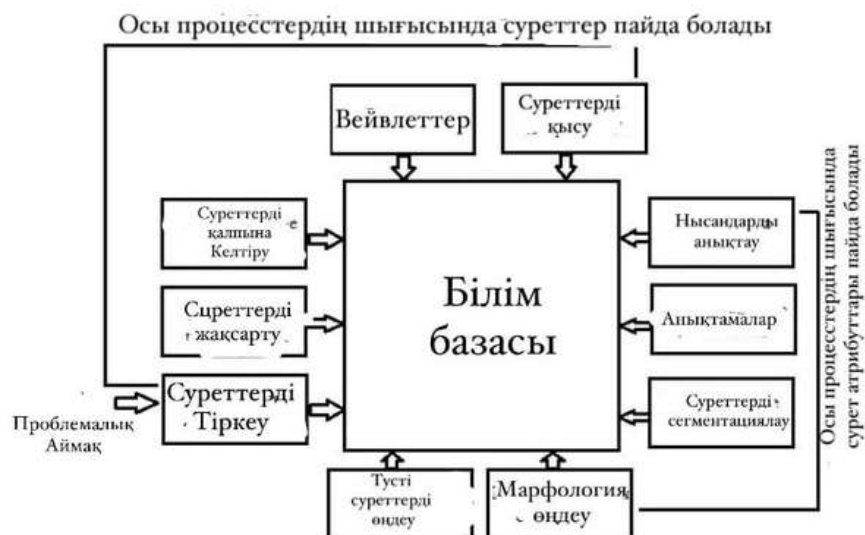 Осы процесстердің шығысында суреттер пайда болады
Вейвлеттер
Суреттерді
қысу
Суреттерді
қалпына
Келтіру
Сцреттерді
жақсарту
Суреттерді
Тіркеу
Проблемалық
Аймақ
Білім
базасы
Нысандарды
анықтау
Анықтамалар
Суреттерді
сегментациялау
Тусті
суреттерді
өңдеу
Марфология
өңдеу
Осы процесстердің шығысында
сурет атрибуттары пайда болады